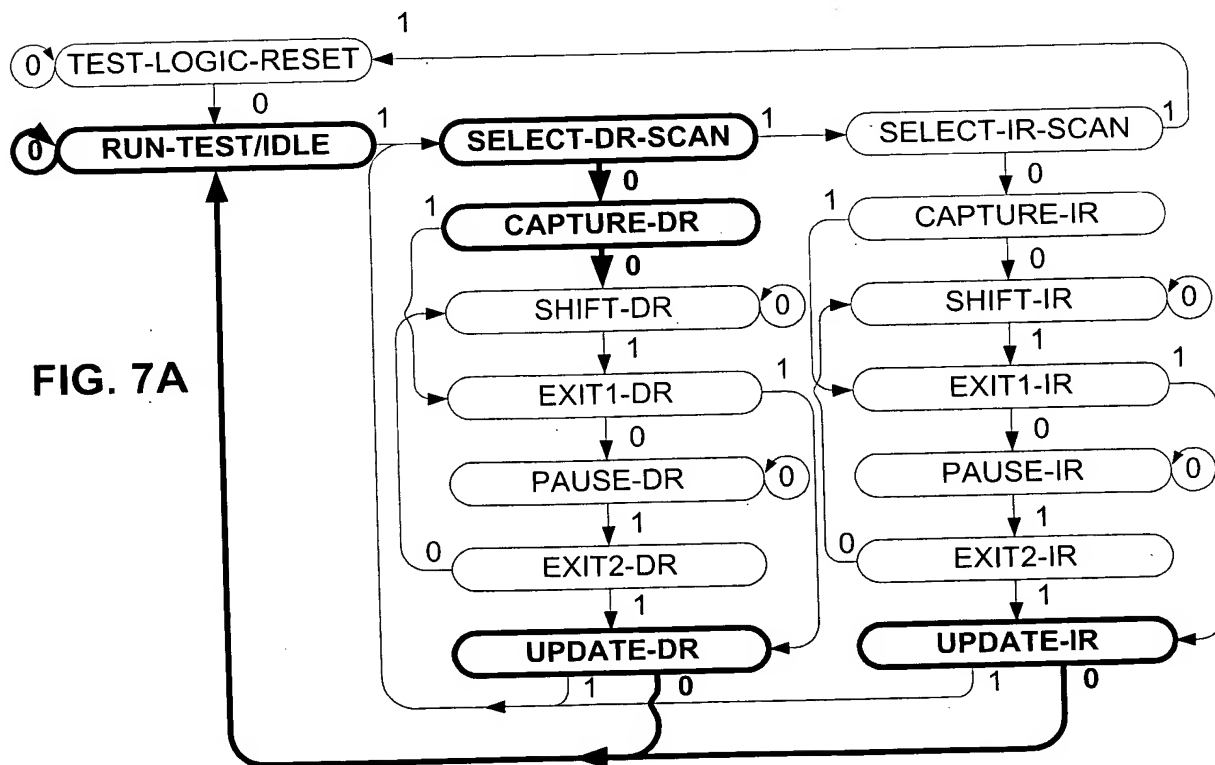 1
0 TEST-LOGIC-RESET
0
0 RUN-TEST/IDLE 1
SELECT-DR-SCAN 1
SELECT-IR-SCAN 1
0
0
1 CAPTURE-DR
1 CAPTURE-IR
0
0
SHIFT-DR 0
SHIFT-IR 0
1
1
FIG. 7A
EXIT1-DR 1
EXIT1-IR 1
0
0
PAUSE-DR 0
PAUSE-IR 0
1
1
0 EXIT2-DR
0 EXIT2-IR
1
1
UPDATE-DR
UPDATE-IR
1 0
1 0